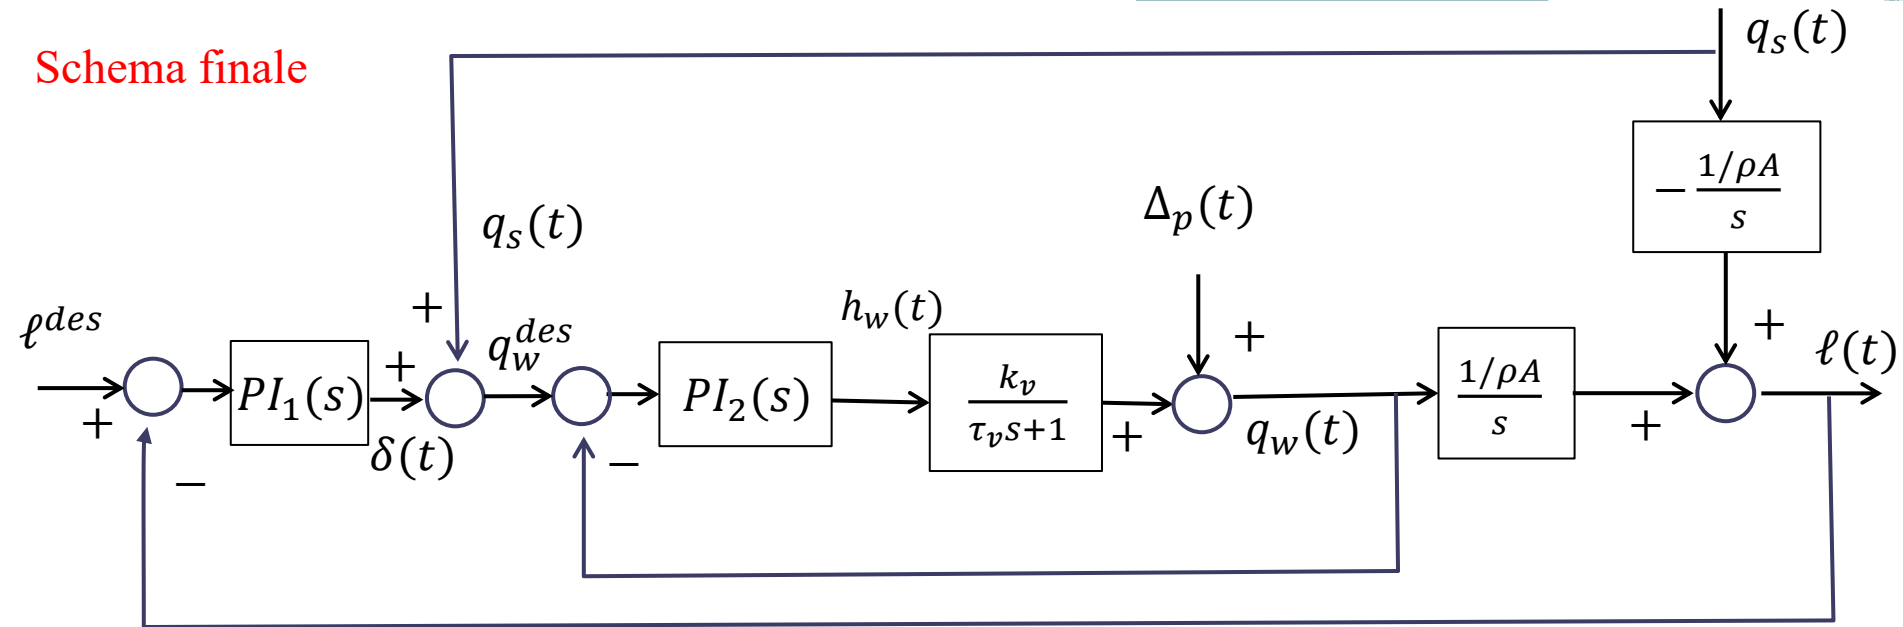 Schema finale
q_s(t)
− (1/ρA)/s
q_s(t)
Δ_p(t)
ℓ^{des}
+
−
PI_1(s)
+
δ(t)
+
q_w^{des}
−
PI_2(s)
h_w(t)
k_v/(τ_v s+1)
+
+
q_w(t)
(1/ρA)/s
+
+
ℓ(t)